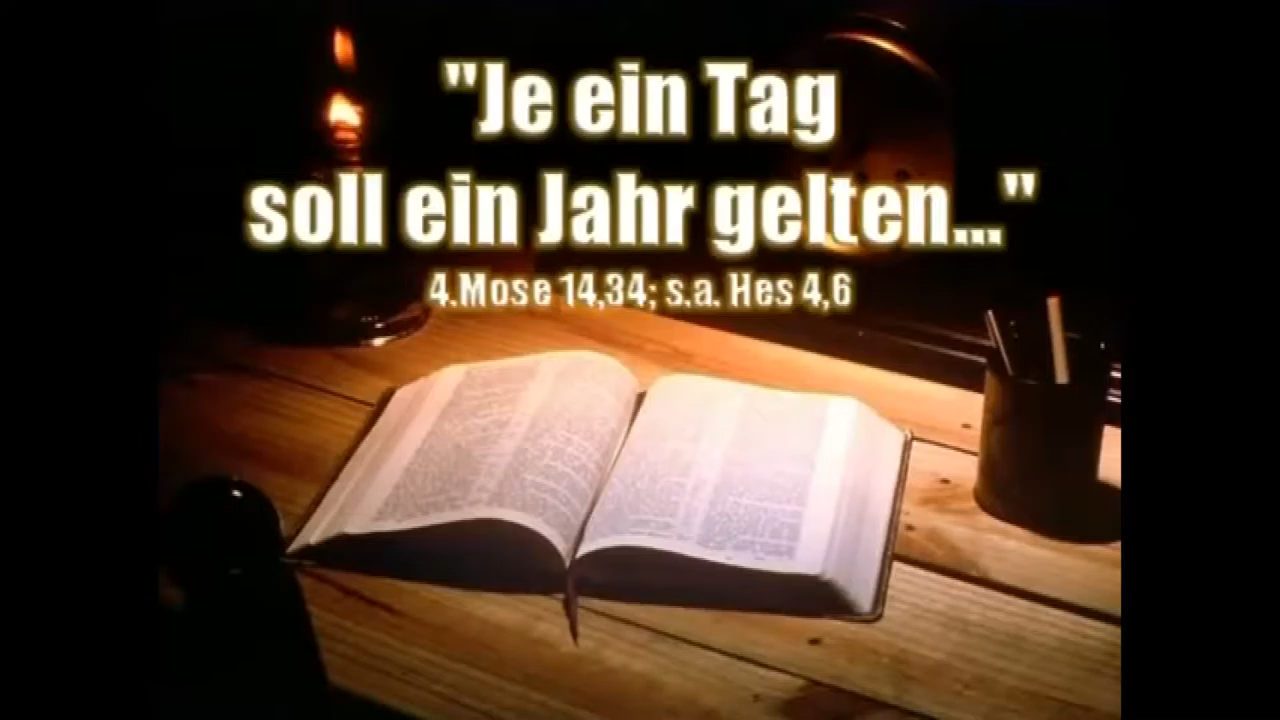 "Je ein Tag
soll ein Jahr gelten..."
4.Mose 14,34; s.a. Hes 4,6